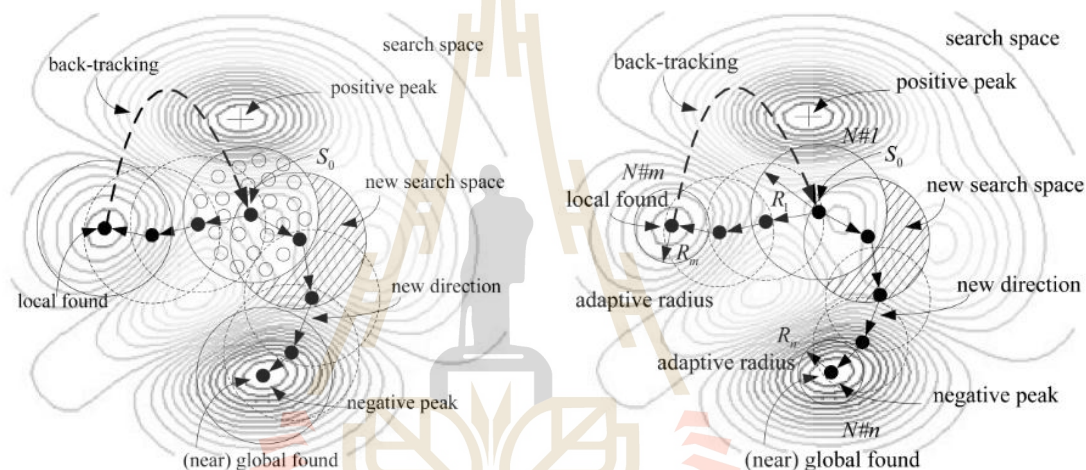 search space
back-tracking
positive peak
S₀
new search space
local found
new direction
negative peak
(near) global found
search space
back-tracking
positive peak
N#1
S₀
N#m
local found
new search space
R₁
Rₘ
adaptive radius
new direction
Rₙ
adaptive radius
negative peak
N#n
(near) global found